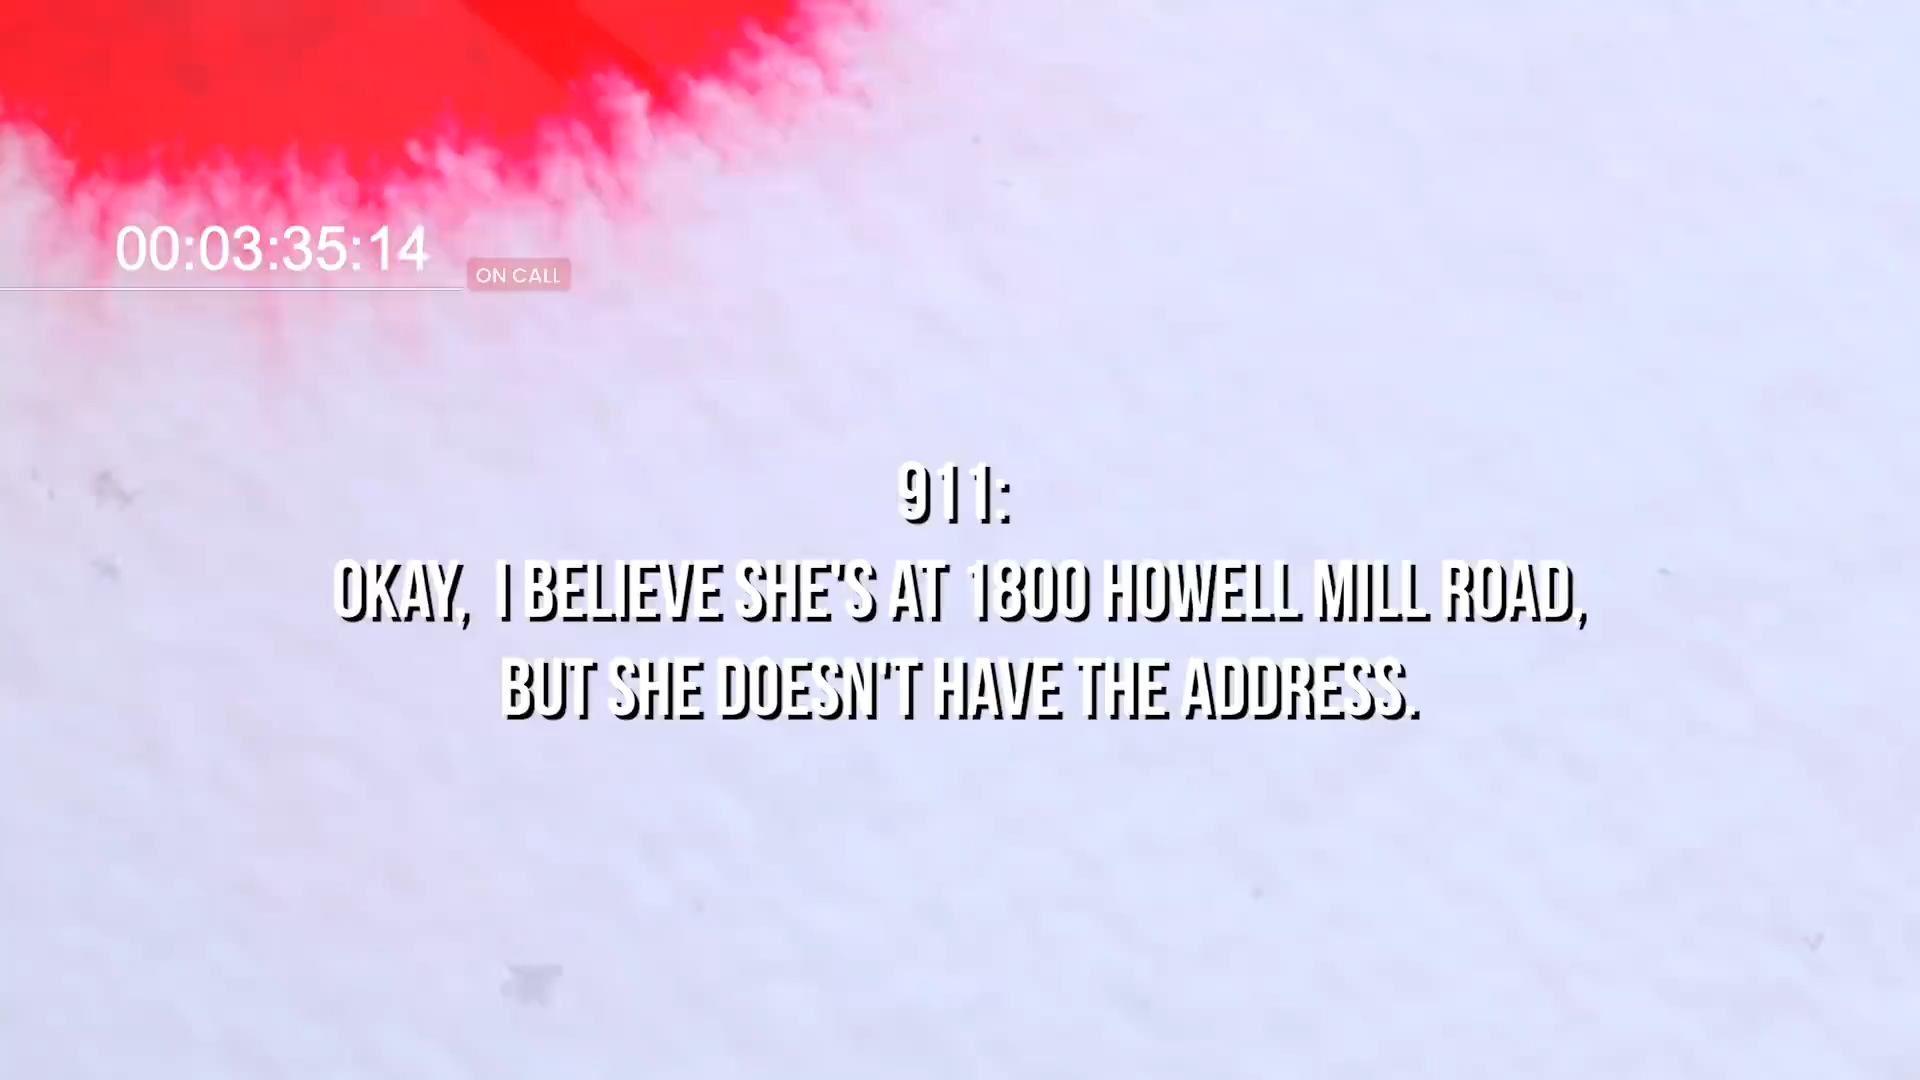 00:03:35:14
ON CALL
911:
OKAY, I BELIEVE SHE'S AT 1800 HOWELL MILL ROAD,
BUT SHE DOESN'T HAVE THE ADDRESS.